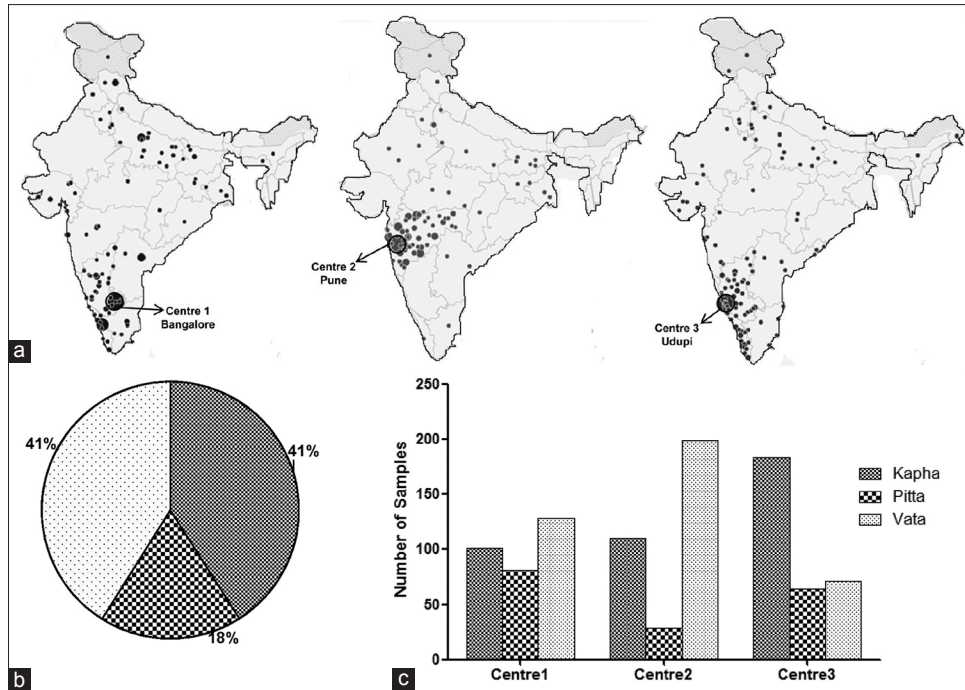 Centre 1
Bangalore
Centre 2
Pune
Centre 3
Udupi
a
41%
41%
18%
b
250
200
150
100
50
0
Number of Samples
Centre1
Centre2
Centre3
Kapha
Pitta
Vata
c